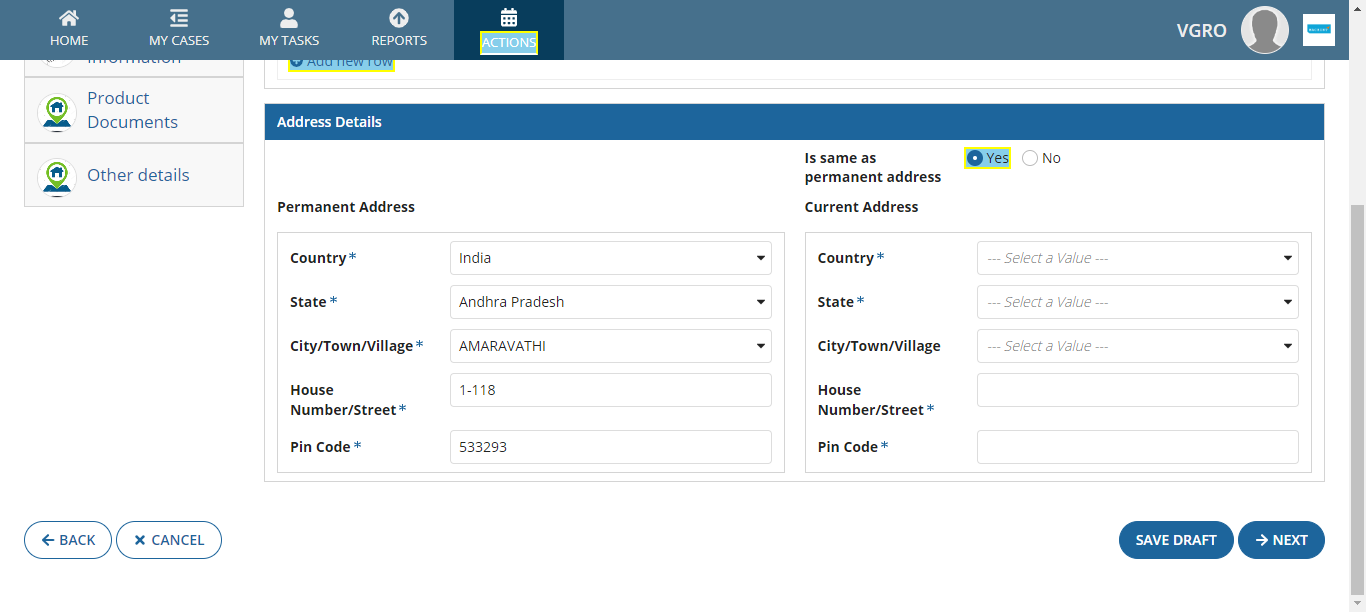 HOME
MY CASES
MY TASKS
REPORTS
ACTIONS
VGRO
Information
Product
Documents
Other details
Add new row
Address Details
Is same as
permanent address
Yes
No
Permanent Address
Current Address
Country*
India
State*
Andhra Pradesh
City/Town/Village*
AMARAVATHI
House
Number/Street*
1-118
Pin Code*
533293
Country*
--- Select a Value ---
State*
--- Select a Value ---
City/Town/Village
--- Select a Value ---
House
Number/Street*
Pin Code*
BACK
CANCEL
SAVE DRAFT
NEXT